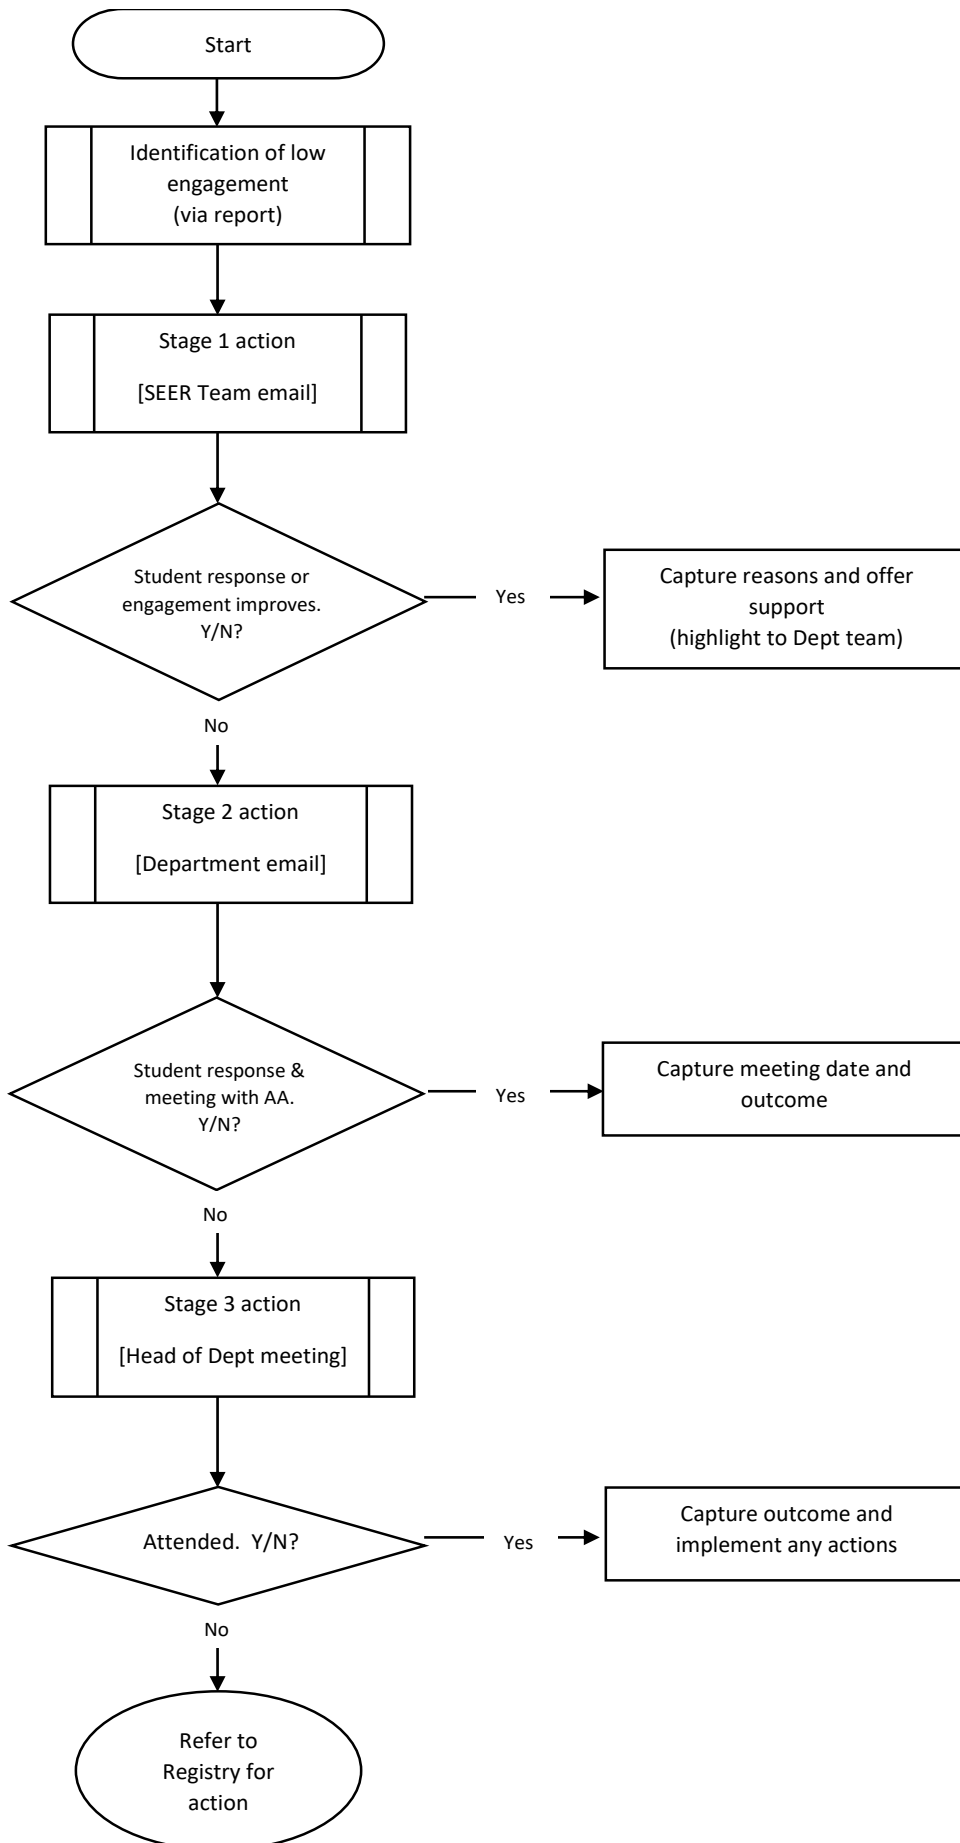 Start
Identification of low
engagement
(via report)
Stage 1 action
[SEER Team email]
Student response or
engagement improves.
Y/N?
Yes
Capture reasons and offer
support
(highlight to Dept team)
No
Stage 2 action
[Department email]
Student response &
meeting with AA.
Y/N?
Yes
Capture meeting date and
outcome
No
Stage 3 action
[Head of Dept meeting]
Attended.  Y/N?
Yes
Capture outcome and
implement any actions
No
Refer to
Registry for
action